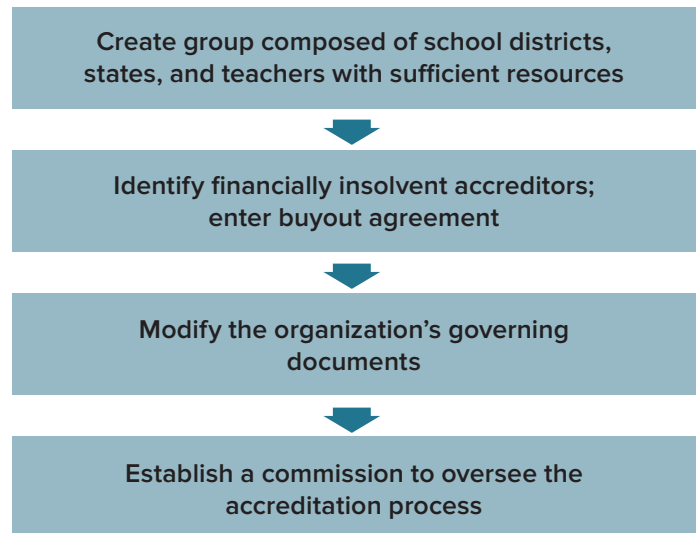 Create group composed of school districts,
states, and teachers with sufficient resources
Identify financially insolvent accreditors;
enter buyout agreement
Modify the organization’s governing
documents
Establish a commission to oversee the
accreditation process